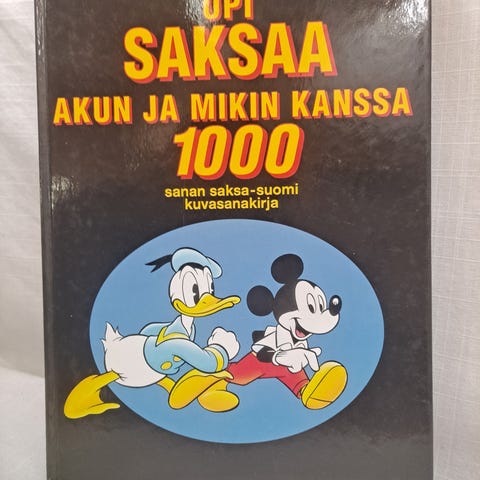 OPI
SAKSAA
AKUN JA MIKIN KANSSA
1000
sanan saksa-suomi
kuvasanakirja